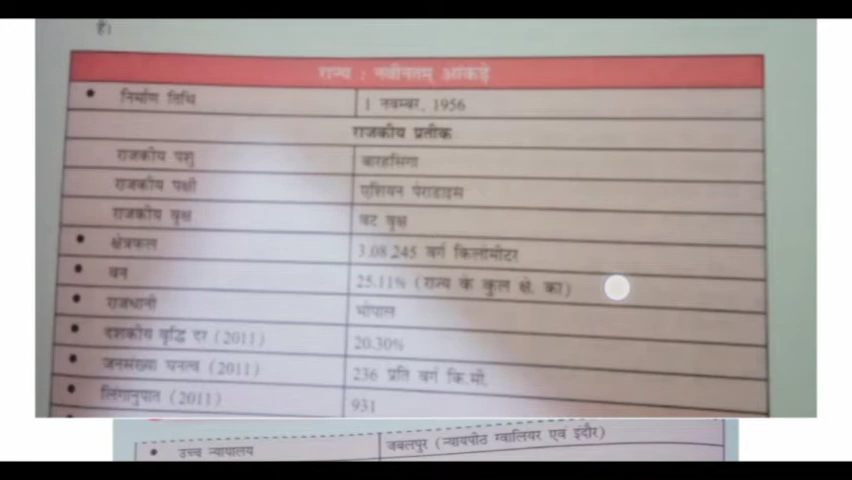 हैं।
राज्य : नवीनतम् आंकड़े
• निर्माण तिथि 1 नवम्बर, 1956
राजकीय प्रतीक
राजकीय पशु बारहसिंगा
राजकीय पक्षी एशियन पैराडाइम
राजकीय वृक्ष वट वृक्ष
• क्षेत्रफल 3,08,245 वर्ग किलोमीटर
• वन 25.11% (राज्य के कुल क्षे. का)
• राजधानी भोपाल
• दशकीय वृद्धि दर (2011) 20.30%
• जनसंख्या घनत्व (2011) 236 प्रति वर्ग कि.मी.
• लिंगानुपात (2011) 931
• उच्च न्यायालय जबलपुर (न्यायपीठ ग्वालियर एवं इंदौर)